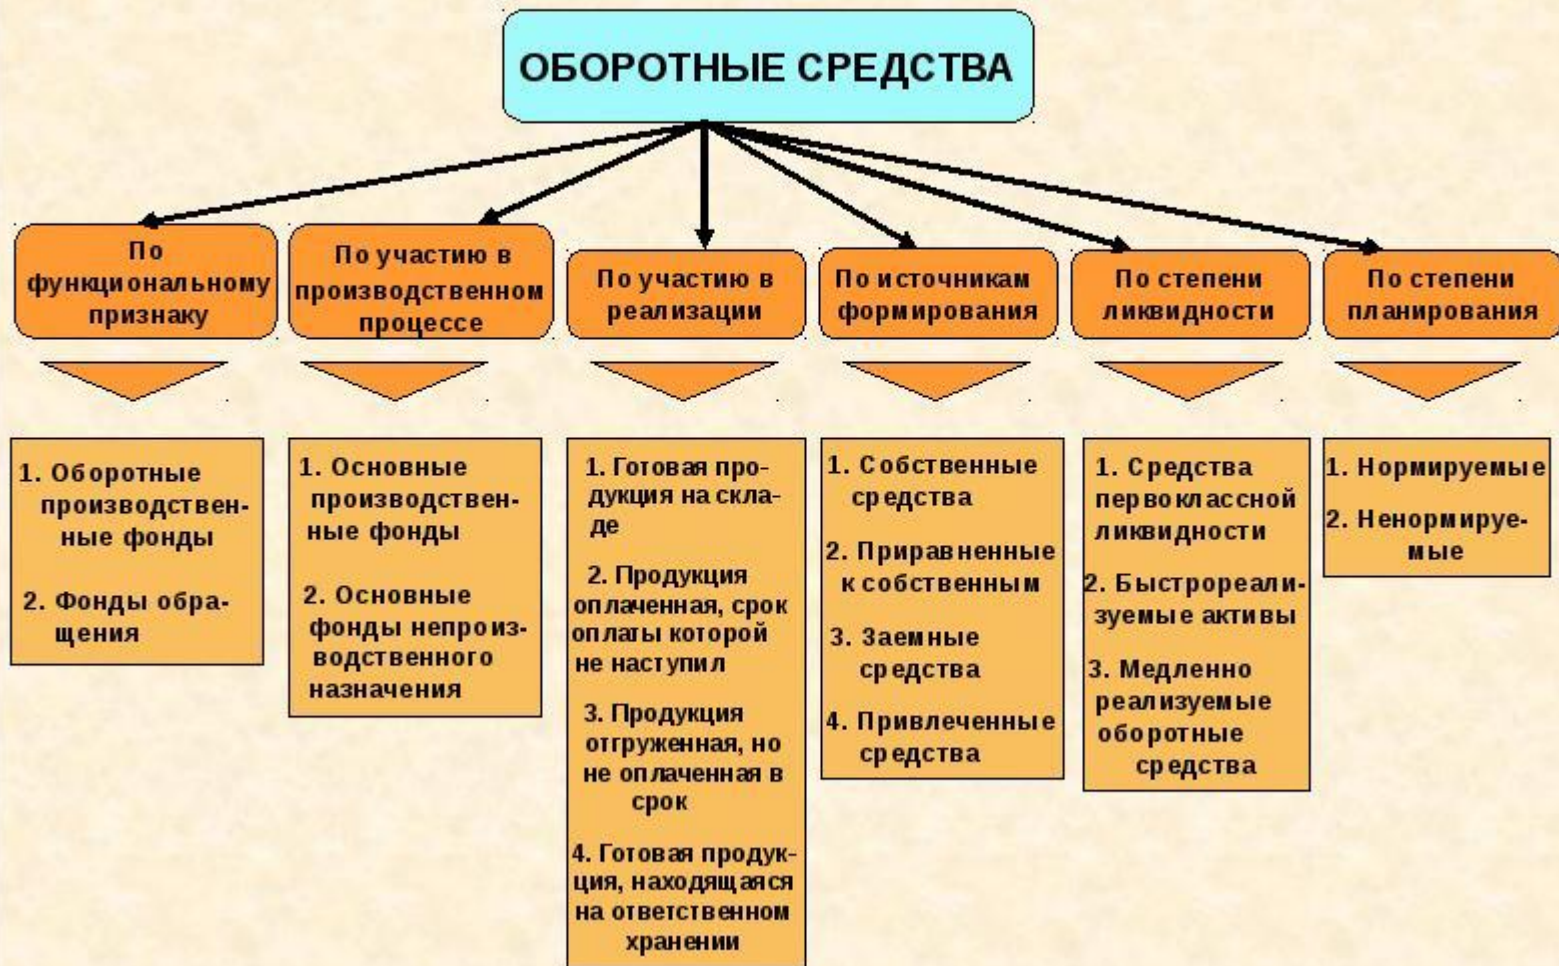 ОБОРОТНЫЕ СРЕДСТВА
По
функциональному
признаку
По участию в
производственном
процессе
По участию в
реализации
По источникам
формирования
По степени
ликвидности
По степени
планирования
1. Оборотные
производствен-
ные фонды
2. Фонды обра-
щения
1. Основные
производствен-
ные фонды
2. Основные
фонды непроиз-
водственного
назначения
1. Готовая про-
дукция на скла-
де
2. Продукция
оплаченная, срок
оплаты которой
не наступил
3. Продукция
отгруженная, но
не оплаченная в
срок
4. Готовая продук-
ция, находящаяся
на ответственном
хранении
1. Собственные
средства
2. Приравненные
к собственным
3. Заемные
средства
4. Привлеченные
средства
1. Средства
первоклассной
ликвидности
2. Быстрореали-
зуемые активы
3. Медленно
реализуемые
оборотные
средства
1. Нормируемые
2. Ненормируе-
мые